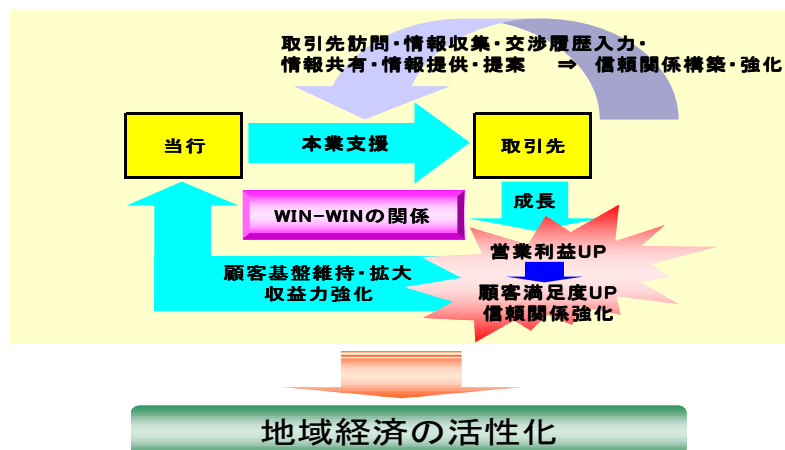 取引先訪問・情報収集・交渉履歴入力・
情報共有・情報提供・提案 ⇒ 信頼関係構築・強化
当行
本業支援
取引先
成長
WIN-WINの関係
営業利益UP
顧客満足度UP
信頼関係強化
顧客基盤維持・拡大
収益力強化
地域経済の活性化